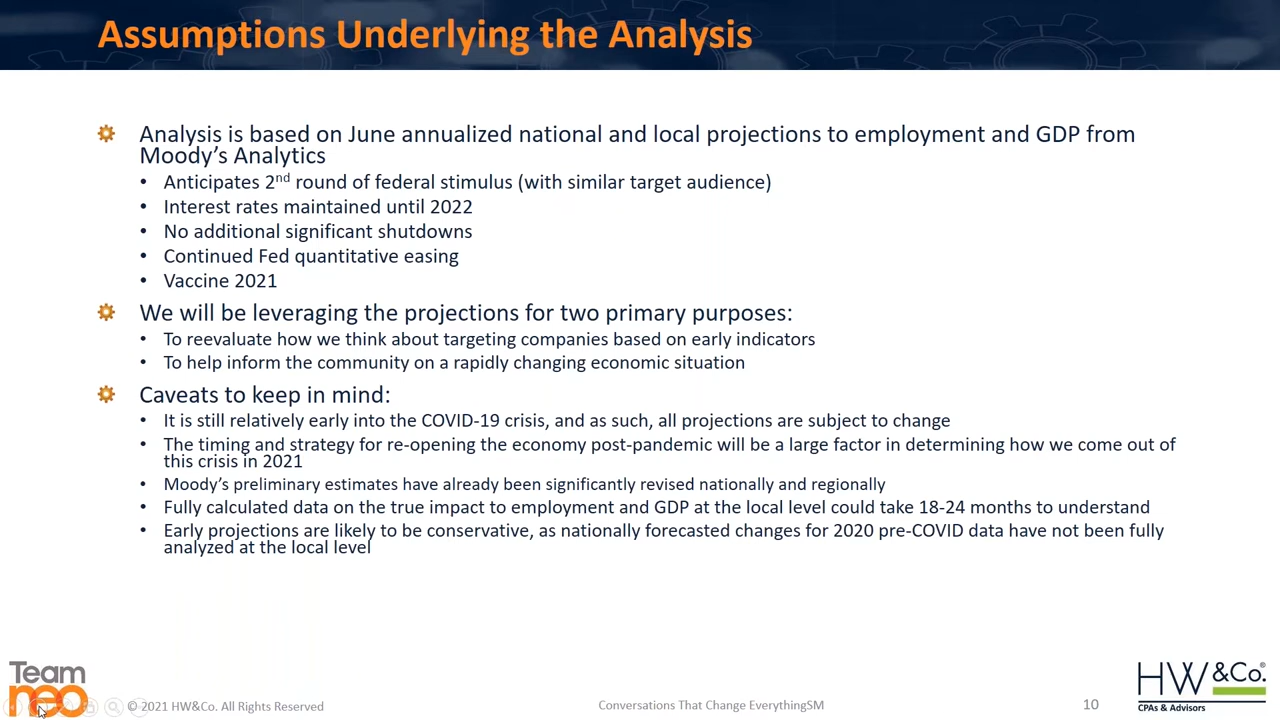 Assumptions Underlying the Analysis
Analysis is based on June annualized national and local projections to employment and GDP from
Moody's Analytics
• Anticipates 2nd round of federal stimulus (with similar target audience)
• Interest rates maintained until 2022
• No additional significant shutdowns
• Continued Fed quantitative easing
• Vaccine 2021
We will be leveraging the projections for two primary purposes:
• To reevaluate how we think about targeting companies based on early indicators
• To help inform the community on a rapidly changing economic situation
Caveats to keep in mind:
• It is still relatively early into the COVID-19 crisis, and as such, all projections are subject to change
• The timing and strategy for re-opening the economy post-pandemic will be a large factor in determining how we come out of
this crisis in 2021
• Moody's preliminary estimates have already been significantly revised nationally and regionally
• Fully calculated data on the true impact to employment and GDP at the local level could take 18-24 months to understand
• Early projections are likely to be conservative, as nationally forecasted changes for 2020 pre-COVID data have not been fully
analyzed at the local level
Team
neo
© 2021 HW&Co. All Rights Reserved
Conversations That Change EverythingSM
10
HW&Co.®
CPAs & Advisors